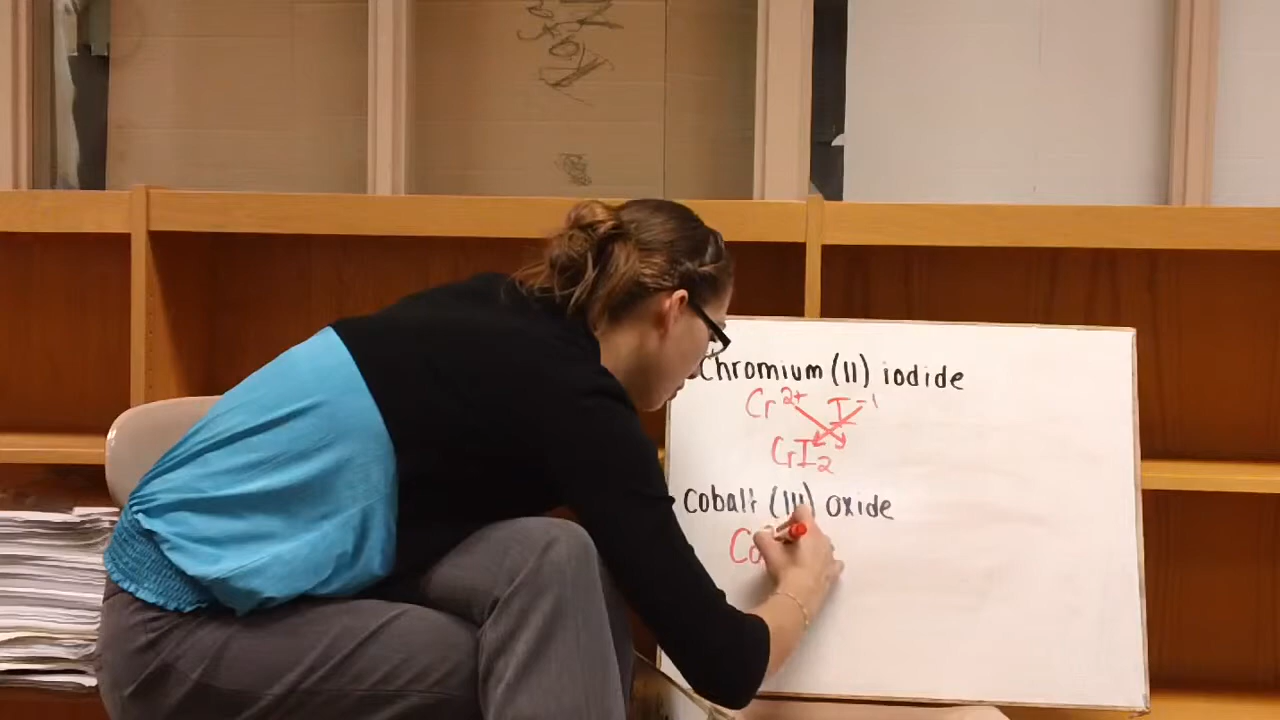 Chromium (II) iodide
Cr²⁺ I⁻¹
CrI₂
Cobalt (III) oxide
Co